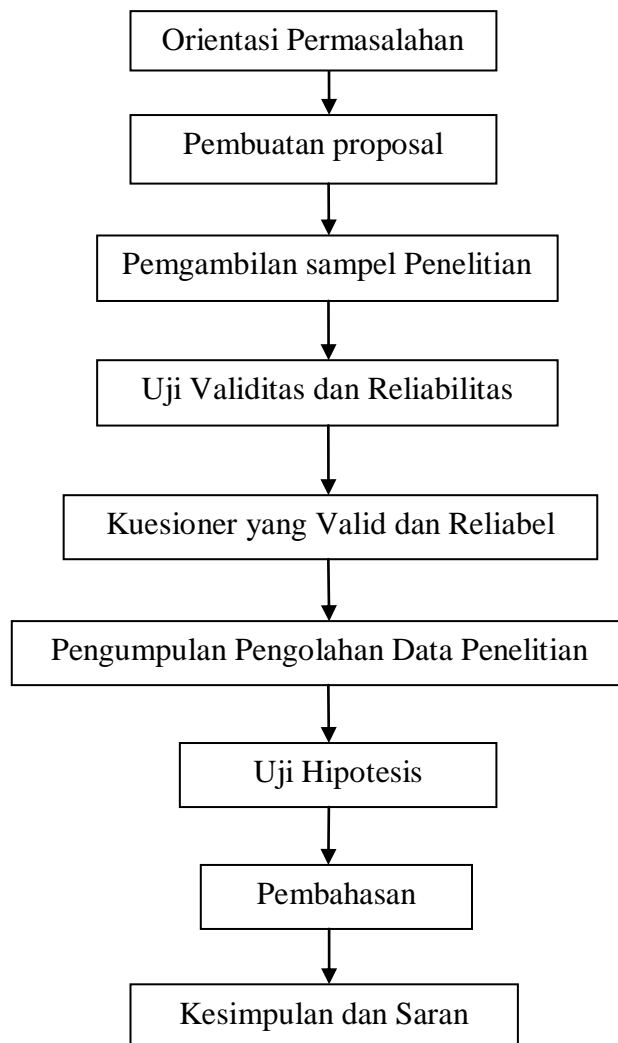 Orientasi Permasalahan
Pembuatan proposal
Pemgambilan sampel Penelitian
Uji Validitas dan Reliabilitas
Kuesioner yang Valid dan Reliabel
Pengumpulan Pengolahan Data Penelitian
Uji Hipotesis
Pembahasan
Kesimpulan dan Saran